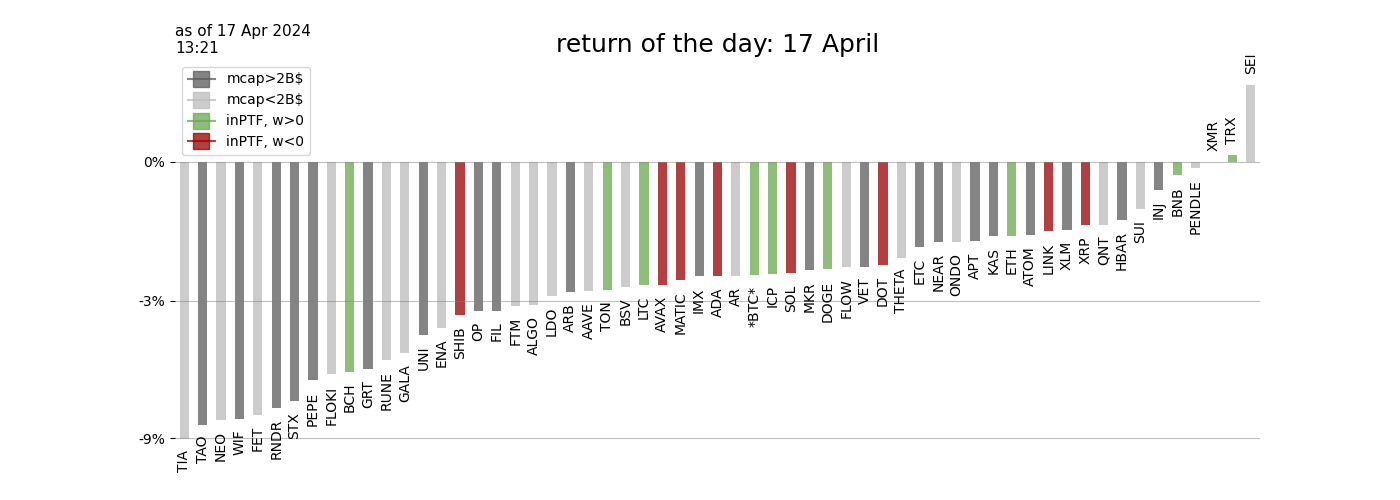 as of 17 Apr 2024
13:21
return of the day: 17 April
mcap>2B$
mcap<2B$
inPTF, w>0
inPTF, w<0
0%
-3%
-9%
TIA
TAO
NEO
WIF
FET
RNDR
STX
PEPE
FLOKI
BCH
GRT
RUNE
GALA
UNI
ENA
SHIB
OP
FIL
FTM
ALGO
LDO
ARB
AAVE
TON
BSV
LTC
AVAX
MATIC
IMX
ADA
AR
*BTC*
ICP
SOL
MKR
DOGE
FLOW
VET
DOT
THETA
ETC
NEAR
ONDO
APT
KAS
ETH
ATOM
LINK
XLM
XRP
QNT
HBAR
SUI
INJ
BNB
PENDLE
XMR
TRX
SEI